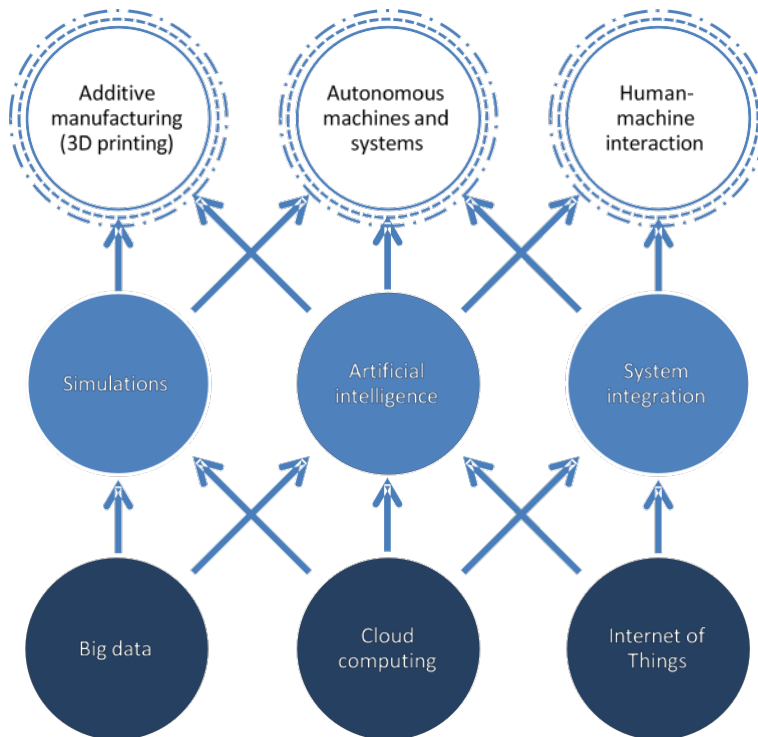 Additive
manufacturing
(3D printing)
Autonomous
machines and
systems
Human-
machine
interaction
Simulations
Artificial
intelligence
System
integration
Big data
Cloud
computing
Internet of
Things